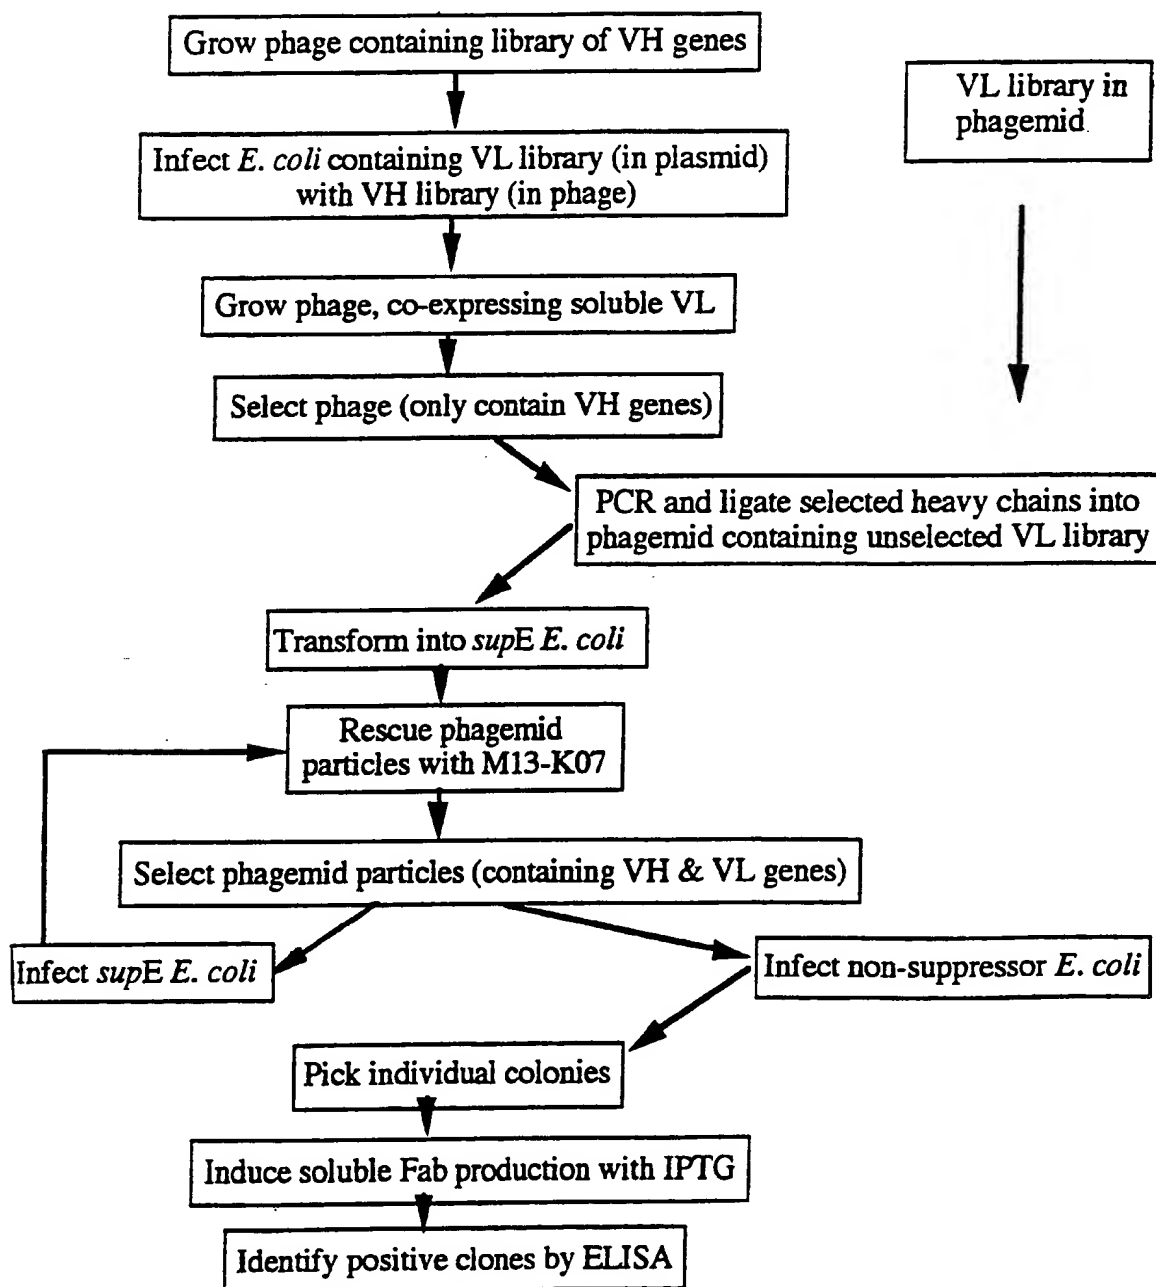 Grow phage containing library of VH genes
VL library in
phagemid
Infect E. coli containing VL library (in plasmid)
with VH library (in phage)
Grow phage, co-expressing soluble VL
Select phage (only contain VH genes)
PCR and ligate selected heavy chains into
phagemid containing unselected VL library
Transform into supE E. coli
Rescue phagemid
particles with M13-K07
Select phagemid particles (containing VH & VL genes)
Infect supE E. coli
Infect non-suppressor E. coli
Pick individual colonies
Induce soluble Fab production with IPTG
Identify positive clones by ELISA